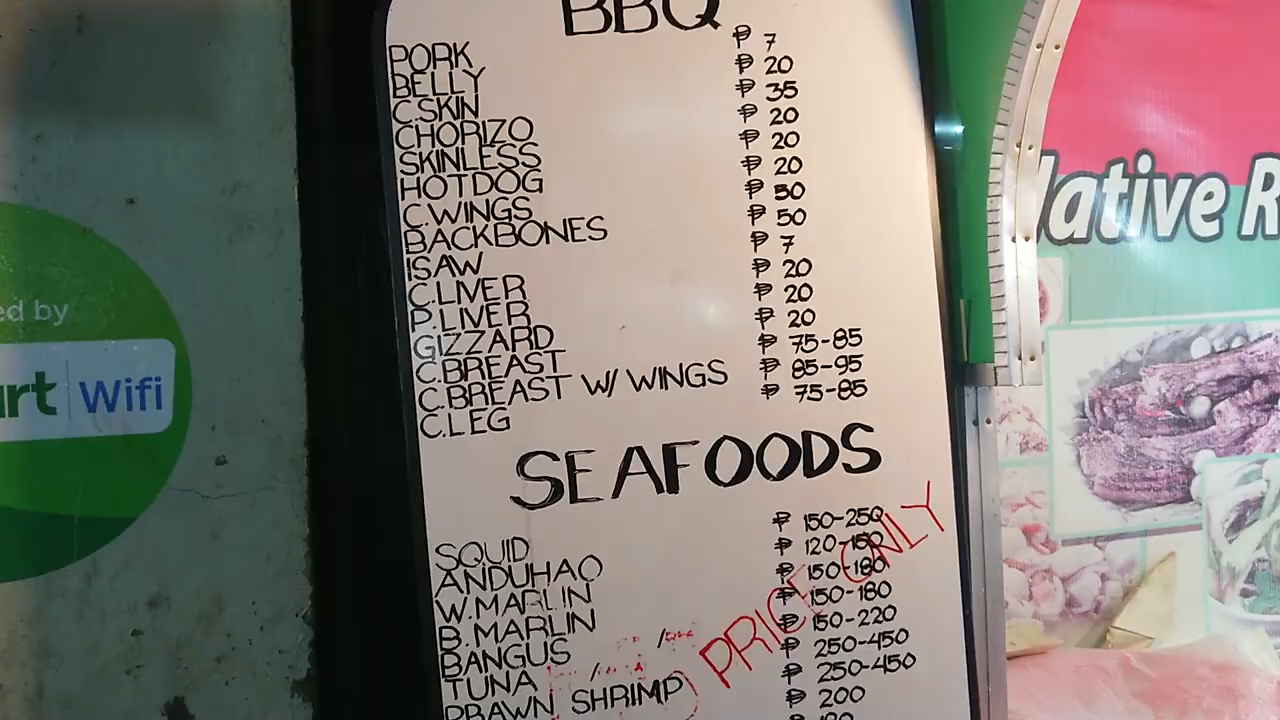 BBQ
PORK ₱ 7
BELLY ₱ 20
C.SKIN ₱ 35
CHORIZO ₱ 20
SKINLESS ₱ 20
HOTDOG ₱ 20
C.WINGS ₱ 50
BACKBONES ₱ 50
ISAW ₱ 7
C.LIVER ₱ 20
P.LIVER ₱ 20
GIZZARD ₱ 20
C.BREAST ₱ 75-85
C.BREAST W/ WINGS ₱ 85-95
C.LEG ₱ 75-85
SEAFOODS
SQUID ₱ 150-250
ANDUHAO ₱ 120-150
W.MARLIN ₱ 150-180
B.MARLIN ₱ 150-180
BANGUS ₱ 150-220
TUNA ₱ 250-450
PRAWN SHRIMP ₱ 250-450
₱ 200
PRICE ONLY
ed by
art Wifi
Native R